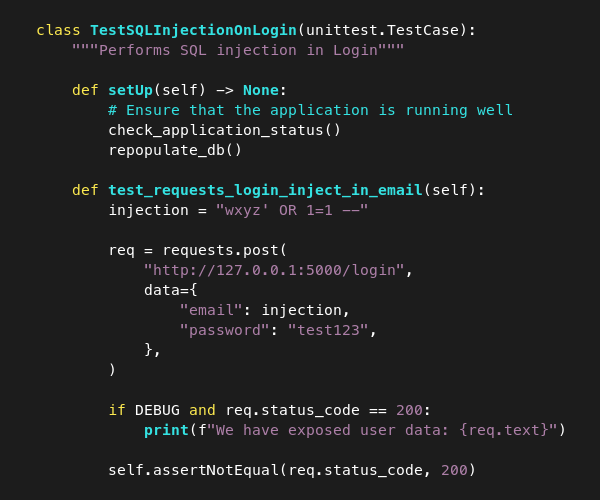 class TestSQLInjectionOnLogin(unittest.TestCase):
    """Performs SQL injection in Login"""

    def setUp(self) -> None:
        # Ensure that the application is running well
        check_application_status()
        repopulate_db()

    def test_requests_login_inject_in_email(self):
        injection = "wxyz' OR 1=1 --"

        req = requests.post(
            "http://127.0.0.1:5000/login",
            data={
                "email": injection,
                "password": "test123",
            },
        )

        if DEBUG and req.status_code == 200:
            print(f"We have exposed user data: {req.text}")

        self.assertNotEqual(req.status_code, 200)